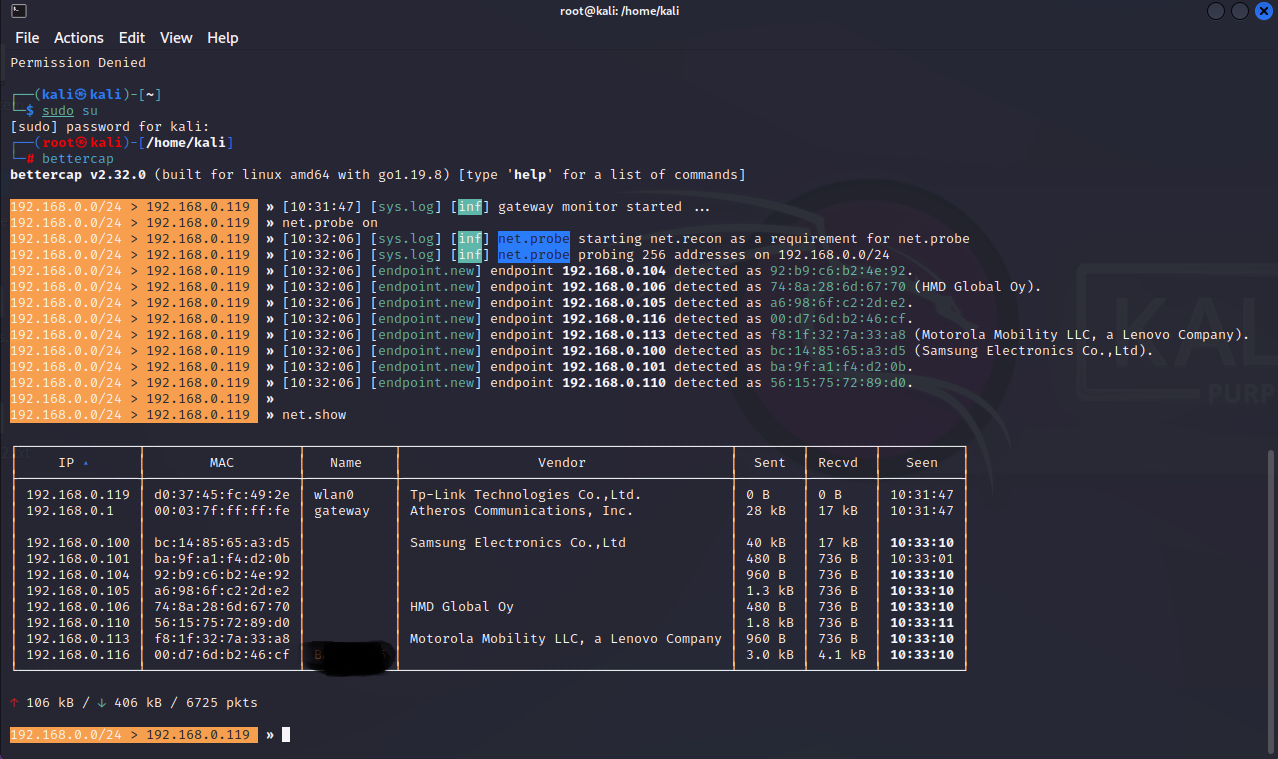 root@kali: /home/kali
File Actions Edit View Help
Permission Denied
┌──(kali㉿kali)-[~]
└─$ sudo su
[sudo] password for kali:
┌──(root㉿kali)-[/home/kali]
└─# bettercap
bettercap v2.32.0 (built for linux amd64 with go1.19.8) [type 'help' for a list of commands]
192.168.0.0/24 > 192.168.0.119 » [10:31:47] [sys.log] [inf] gateway monitor started ...
192.168.0.0/24 > 192.168.0.119 » net.probe on
192.168.0.0/24 > 192.168.0.119 » [10:32:06] [sys.log] [inf] net.probe starting net.recon as a requirement for net.probe
192.168.0.0/24 > 192.168.0.119 » [10:32:06] [sys.log] [inf] net.probe probing 256 addresses on 192.168.0.0/24
192.168.0.0/24 > 192.168.0.119 » [10:32:06] [endpoint.new] endpoint 192.168.0.104 detected as 92:b9:c6:b2:4e:92.
192.168.0.0/24 > 192.168.0.119 » [10:32:06] [endpoint.new] endpoint 192.168.0.106 detected as 74:8a:28:6d:67:70 (HMD Global Oy).
192.168.0.0/24 > 192.168.0.119 » [10:32:06] [endpoint.new] endpoint 192.168.0.105 detected as a6:98:6f:c2:2d:e2.
192.168.0.0/24 > 192.168.0.119 » [10:32:06] [endpoint.new] endpoint 192.168.0.116 detected as 00:d7:6d:b2:46:cf.
192.168.0.0/24 > 192.168.0.119 » [10:32:06] [endpoint.new] endpoint 192.168.0.113 detected as f8:1f:32:7a:33:a8 (Motorola Mobility LLC, a Lenovo Company).
192.168.0.0/24 > 192.168.0.119 » [10:32:06] [endpoint.new] endpoint 192.168.0.100 detected as bc:14:85:65:a3:d5 (Samsung Electronics Co.,Ltd).
192.168.0.0/24 > 192.168.0.119 » [10:32:06] [endpoint.new] endpoint 192.168.0.101 detected as ba:9f:a1:f4:d2:0b.
192.168.0.0/24 > 192.168.0.119 » [10:32:06] [endpoint.new] endpoint 192.168.0.110 detected as 56:15:75:72:89:d0.
192.168.0.0/24 > 192.168.0.119 »
192.168.0.0/24 > 192.168.0.119 » net.show
IP ▴ MAC Name Vendor Sent Recvd Seen
192.168.0.119 d0:37:45:fc:49:2e wlan0 Tp-Link Technologies Co.,Ltd. 0 B 0 B 10:31:47
192.168.0.1 00:03:7f:ff:ff:fe gateway Atheros Communications, Inc. 28 kB 17 kB 10:31:47
192.168.0.100 bc:14:85:65:a3:d5 Samsung Electronics Co.,Ltd 40 kB 17 kB 10:33:10
192.168.0.101 ba:9f:a1:f4:d2:0b 480 B 736 B 10:33:01
192.168.0.104 92:b9:c6:b2:4e:92 960 B 736 B 10:33:10
192.168.0.105 a6:98:6f:c2:2d:e2 1.3 kB 736 B 10:33:10
192.168.0.106 74:8a:28:6d:67:70 HMD Global Oy 480 B 736 B 10:33:10
192.168.0.110 56:15:75:72:89:d0 1.8 kB 736 B 10:33:11
192.168.0.113 f8:1f:32:7a:33:a8 Motorola Mobility LLC, a Lenovo Company 960 B 736 B 10:33:10
192.168.0.116 00:d7:6d:b2:46:cf 3.0 kB 4.1 kB 10:33:10
↑ 106 kB / ↓ 406 kB / 6725 pkts
192.168.0.0/24 > 192.168.0.119 »